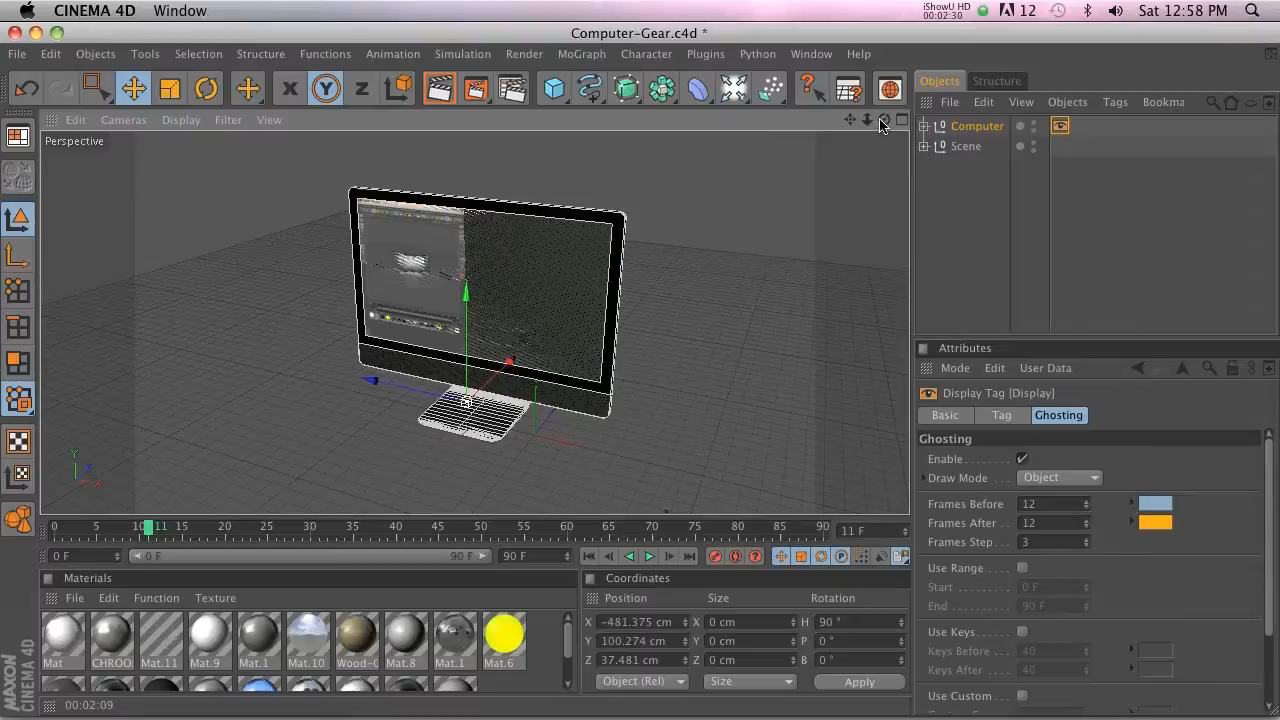 CINEMA 4D Window
iShowU HD
00:02:30
12
Sat 12:58 PM
Computer-Gear.c4d *
File Edit Objects Tools Selection Structure Functions Animation Simulation Render MoGraph Character Plugins Python Window Help
X Y Z
Objects Structure
Edit Cameras Display Filter View
File Edit View Objects Tags Bookma
Perspective
Computer
Scene
Attributes
Mode Edit User Data
Display Tag [Display]
Basic Tag Ghosting
Ghosting
Enable
Draw Mode Object
Frames Before 12
Frames After 12
Frames Step 3
Use Range
Start 0 F
End 90 F
Use Keys
Keys Before 40
Keys After 40
Use Custom
Y
Z
X
0 5 10 11 15 20 25 30 35 40 45 50 55 60 65 70 75 80 85 90 11 F
0 F 0 F 90 F 90 F
Materials
File Edit Function Texture
Mat CHROO Mat.11 Mat.9 Mat.1 Mat.10 Wood-0 Mat.8 Mat.1 Mat.6
Coordinates
Position Size Rotation
X -481.375 cm X 0 cm H 90 °
Y 100.274 cm Y 0 cm P 0 °
Z 37.481 cm Z 0 cm B 0 °
Object (Rel) Size Apply
MAXON
CINEMA 4D
00:02:09